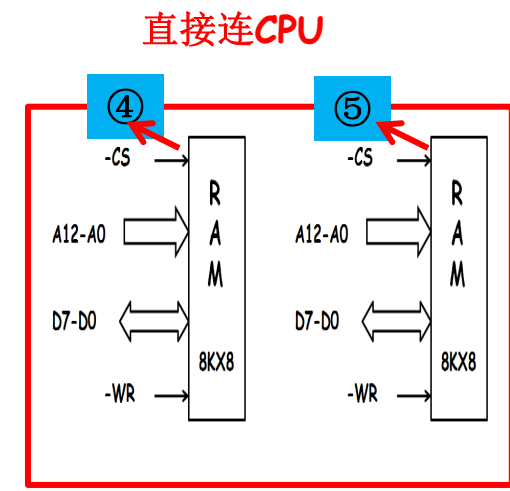 直接连CPU
④ ⑤
-CS -CS
R R
A12-A0 A A12-A0 A
M M
D7-D0 D7-D0
8KX8 8KX8
-WR -WR